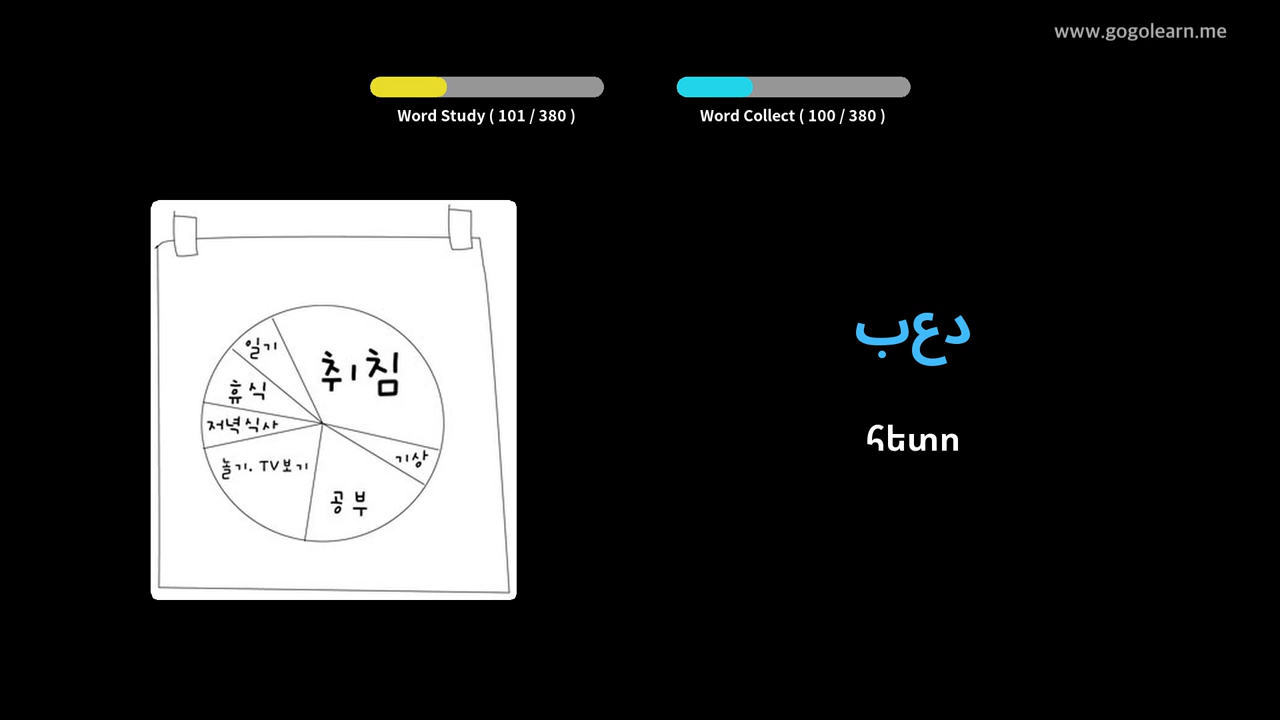 www.gogolearn.me
Word Study ( 101 / 380 )
Word Collect ( 100 / 380 )
일기
취침
휴식
저녁식사
놀기. TV보기
기상
공부
دعب
հետո